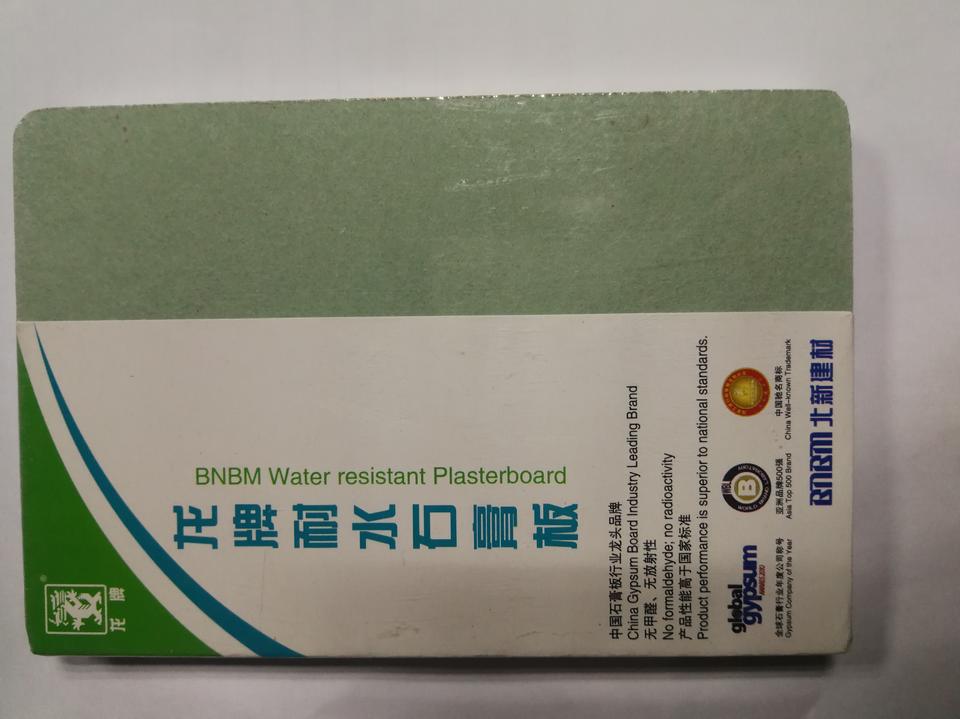 BNBM Water resistant Plasterboard
龙牌耐水石膏板
龙牌
中国石膏板行业龙头品牌
China Gypsum Board Industry Leading Brand
无甲醛、无放射性
No formaldehyde; no radioactivity
产品性能高于国家标准
Product performance is superior to national standards.
global
gypsum
全球石膏行业年度公司称号
Gypsum Company of the Year
亚洲品牌500强
Asia Top 500 Brand
中国驰名商标
China Well-known Trademark
BNBM北新建材